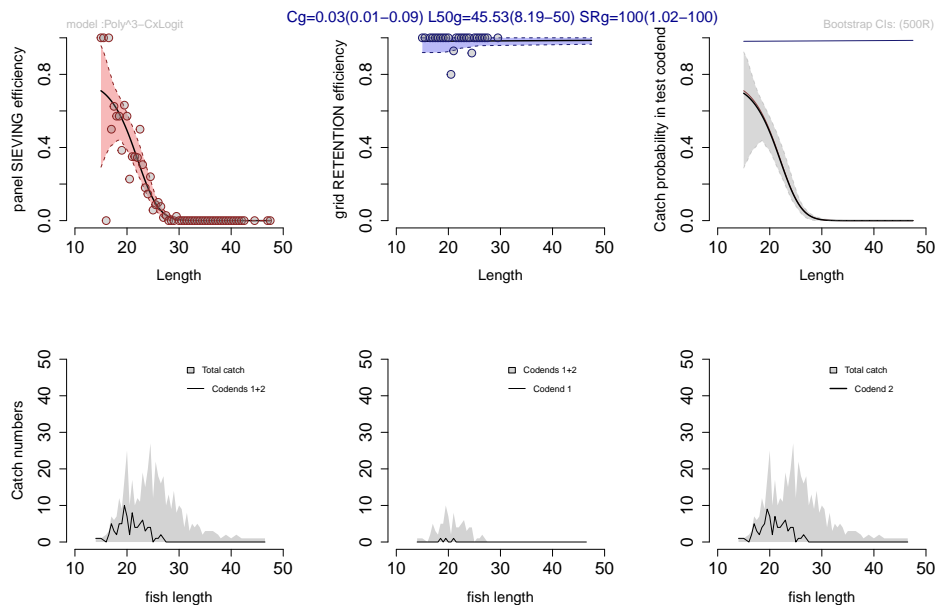 Cg=0.03(0.01−0.09) L50g=45.53(8.19−50) SRg=100(1.02−100)
model :Poly^3−CxLogit
Bootstrap CIs: (500R)
panel SIEVING efficiency
0.0 0.4 0.8
10 20 30 40 50
Length
grid RETENTION efficiency
0.0 0.4 0.8
10 20 30 40 50
Length
Catch probability in test codend
0.0 0.4 0.8
10 20 30 40 50
Length
Catch numbers
0 10 20 30 40 50
Total catch
Codends 1+2
10 20 30 40 50
fish length
0 10 20 30 40 50
Codends 1+2
Codend 1
10 20 30 40 50
fish length
0 10 20 30 40 50
Total catch
Codend 2
10 20 30 40 50
fish length